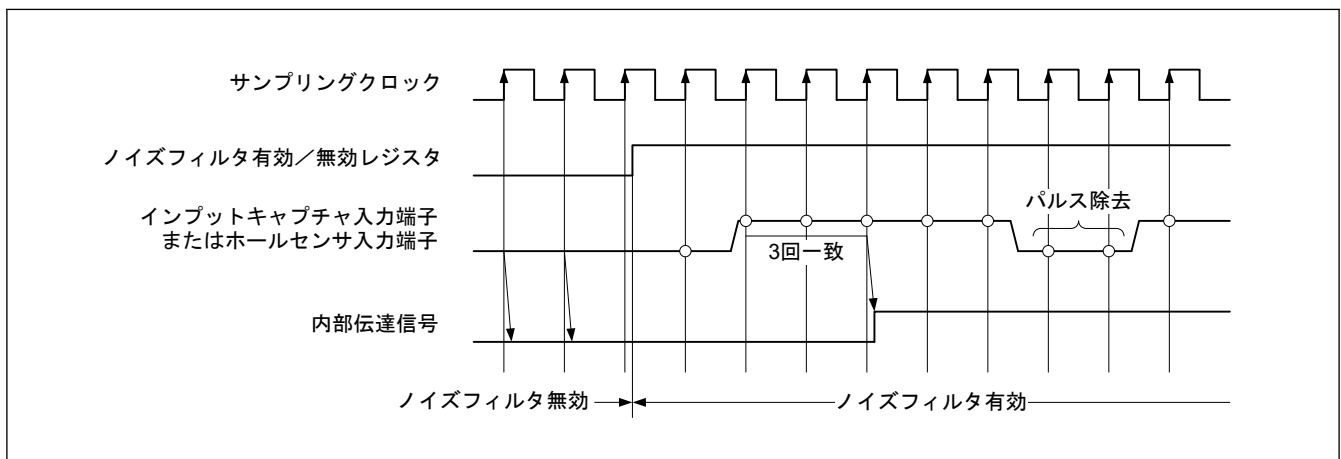 サンプリングクロック
ノイズフィルタ有効／無効レジスタ
インプットキャプチャ入力端子
またはホールセンサ入力端子
パルス除去
3回一致
内部伝達信号
ノイズフィルタ無効
ノイズフィルタ有効